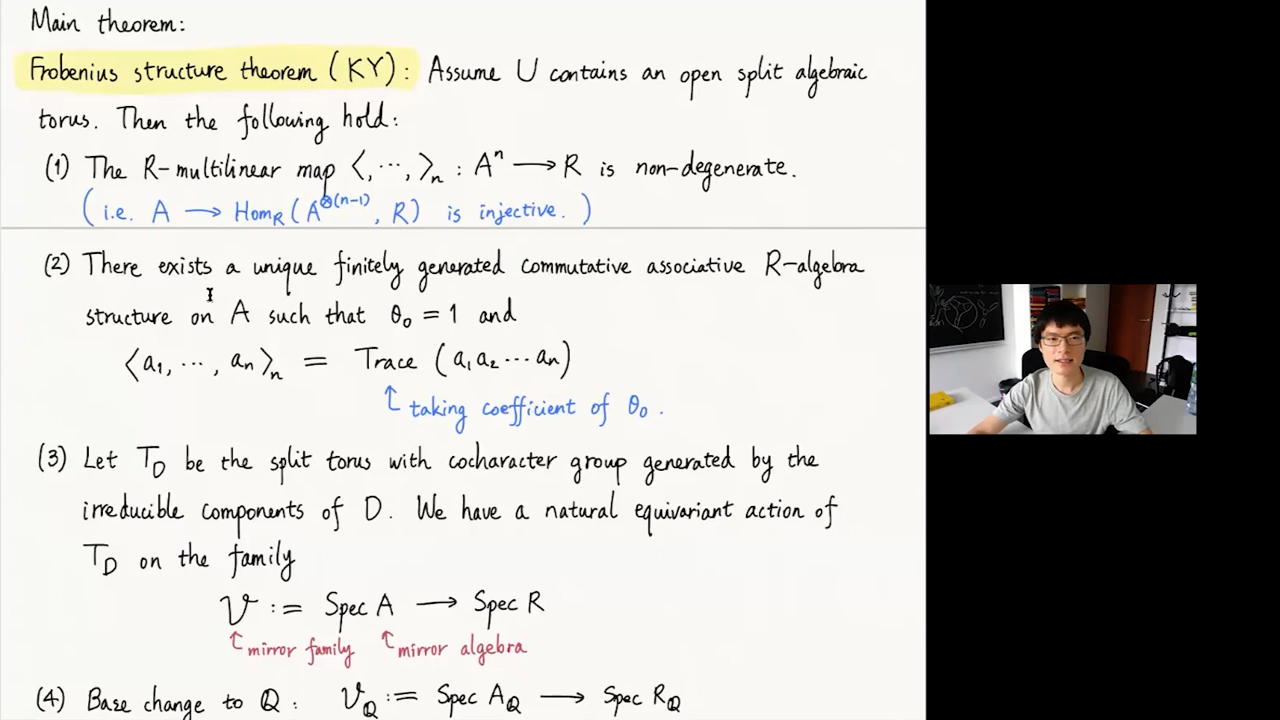 Main theorem:
Frobenius structure theorem (KY): Assume U contains an open split algebraic
torus. Then the following hold:
(1) The R-multilinear map ⟨,⋯,⟩ₙ : Aⁿ ⟶ R is non-degenerate.
(i.e. A ⟶ Hom_R(A^{⊗(n-1)}, R) is injective.)
(2) There exists a unique finitely generated commutative associative R-algebra
structure on A such that θ₀ = 1 and
⟨a₁, ⋯, aₙ⟩ₙ = Trace (a₁a₂⋯aₙ)
↑ taking coefficient of θ₀.
(3) Let T_D be the split torus with cocharacter group generated by the
irreducible components of D. We have a natural equivariant action of
T_D on the family
𝒱 := Spec A ⟶ Spec R
↑ mirror family ↑ mirror algebra
(4) Base change to ℚ: 𝒱_ℚ := Spec A_ℚ ⟶ Spec R_ℚ